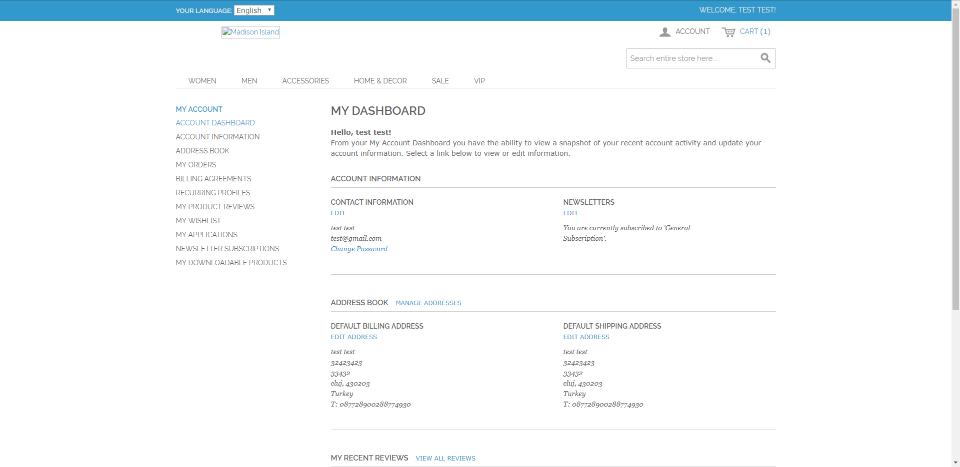 YOUR LANGUAGE: English
WELCOME, TEST TEST!
Madison Island
ACCOUNT CART (1)
Search entire store here...
WOMEN MEN ACCESSORIES HOME & DECOR SALE VIP
MY ACCOUNT
ACCOUNT DASHBOARD
ACCOUNT INFORMATION
ADDRESS BOOK
MY ORDERS
BILLING AGREEMENTS
RECURRING PROFILES
MY PRODUCT REVIEWS
MY WISHLIST
MY APPLICATIONS
NEWSLETTER SUBSCRIPTIONS
MY DOWNLOADABLE PRODUCTS
MY DASHBOARD
Hello, test test!
From your My Account Dashboard you have the ability to view a snapshot of your recent account activity and update your
account information. Select a link below to view or edit information.
ACCOUNT INFORMATION
CONTACT INFORMATION
EDIT
test test
test@gmail.com
Change Password
NEWSLETTERS
EDIT
You are currently subscribed to 'General
Subscription'.
ADDRESS BOOK MANAGE ADDRESSES
DEFAULT BILLING ADDRESS
EDIT ADDRESS
test test
32423423
33439
cluj, 430203
Turkey
T: 087728900288774930
DEFAULT SHIPPING ADDRESS
EDIT ADDRESS
test test
32423423
33439
cluj, 430203
Turkey
T: 087728900288774930
MY RECENT REVIEWS VIEW ALL REVIEWS